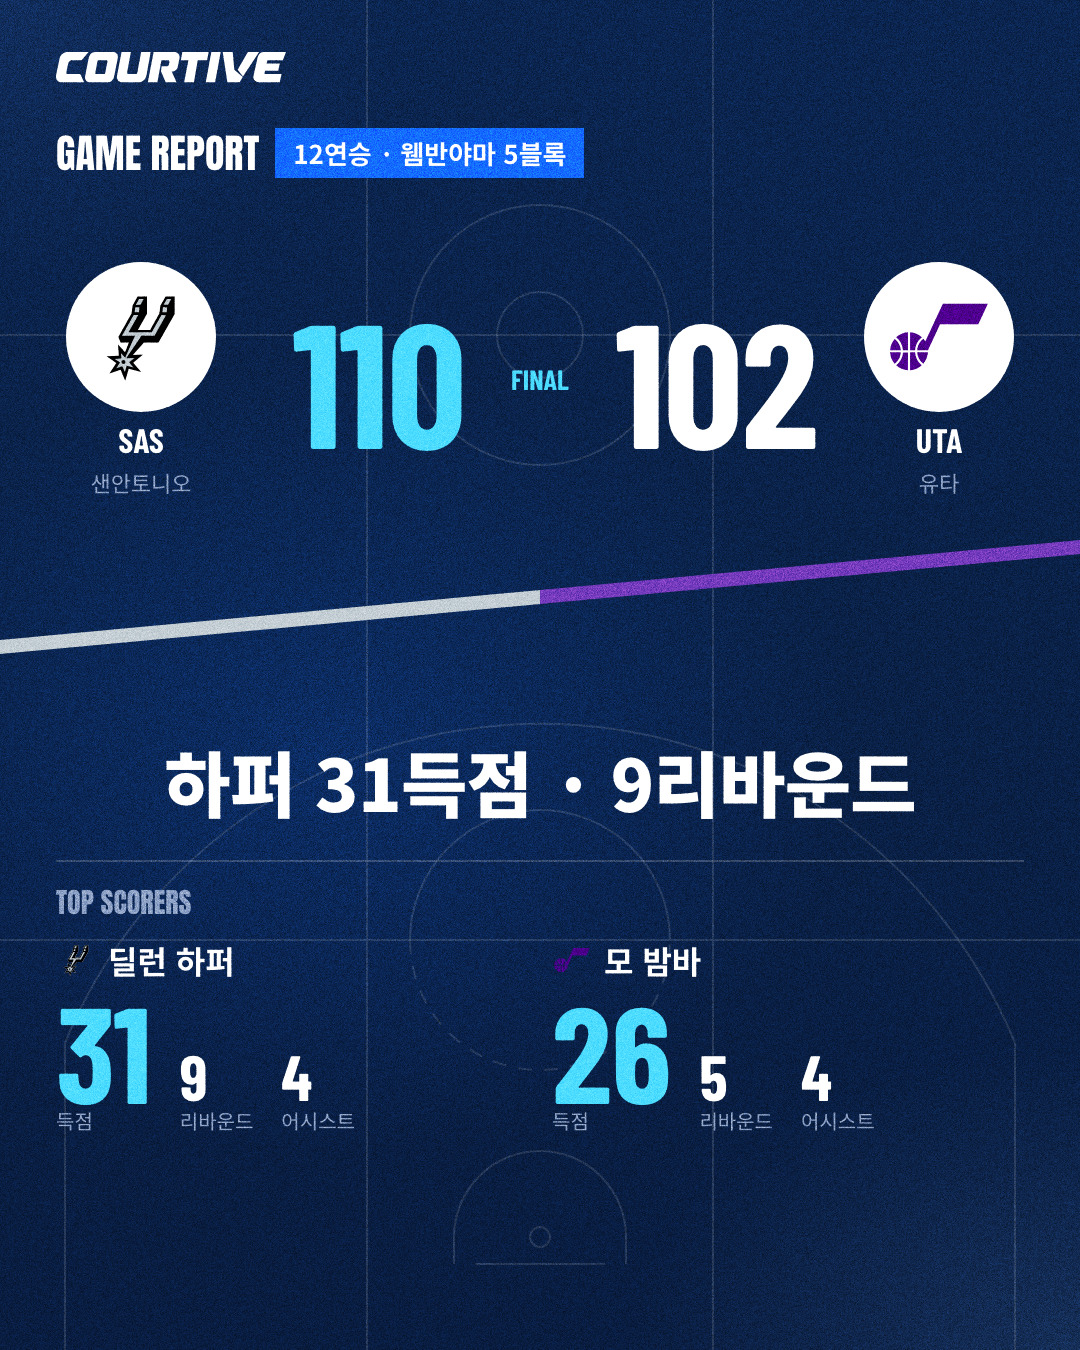 COURTIVE
GAME REPORT
12연승 · 웸반야마 5블록
110 FINAL 102
SAS UTA
샌안토니오 유타
하퍼 31득점 · 9리바운드
TOP SCORERS
딜런 하퍼 모 밤바
31 9 4 26 5 4
득점 리바운드 어시스트 득점 리바운드 어시스트